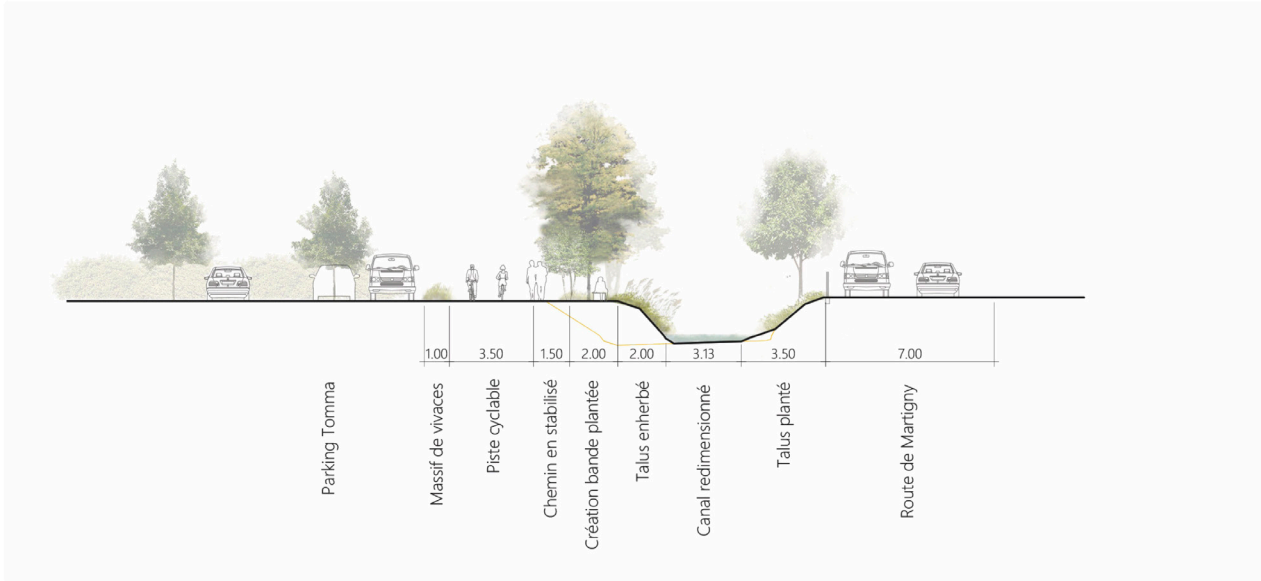 1.00
3.50
1.50
2.00
2.00
3.13
3.50
7.00
Parking Tomma
Massif de vivaces
Piste cyclable
Chemin en stabilisé
Création bande plantée
Talus enherbé
Canal redimensionné
Talus planté
Route de Martigny